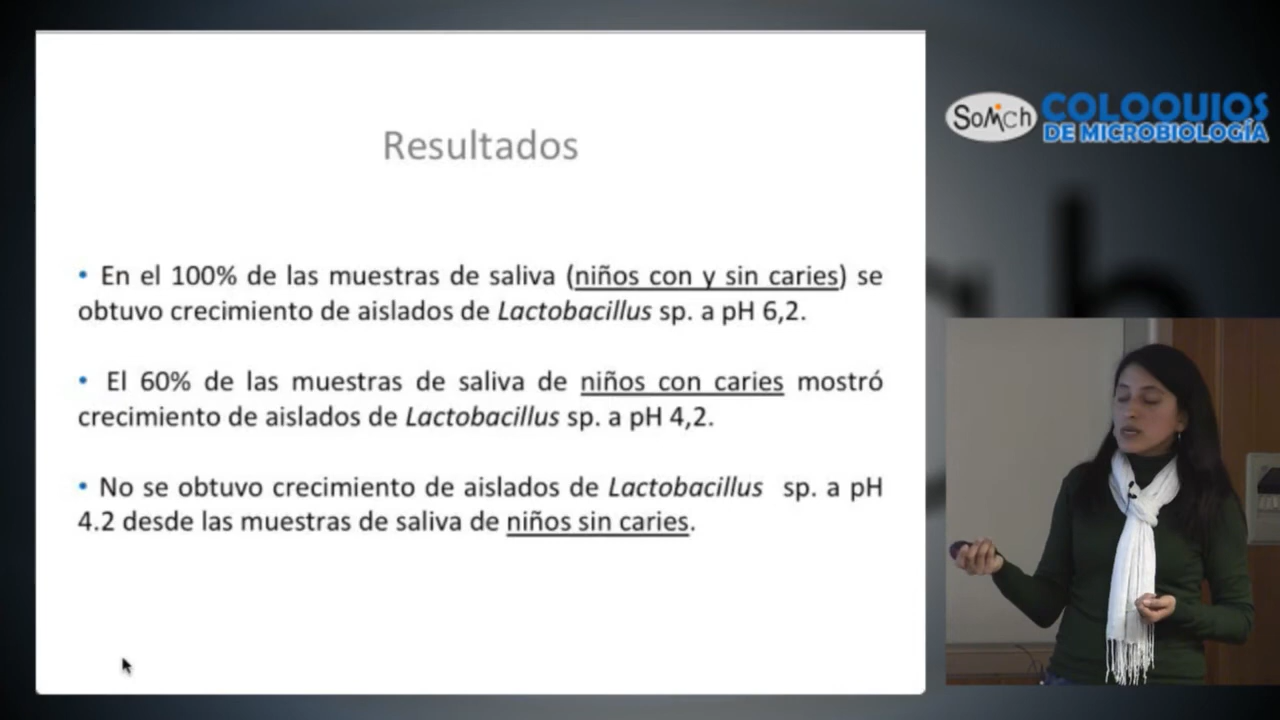 SoMich COLOQUIOS
DE MICROBIOLOGÍA
Resultados
• En el 100% de las muestras de saliva (niños con y sin caries) se
obtuvo crecimiento de aislados de Lactobacillus sp. a pH 6,2.
• El 60% de las muestras de saliva de niños con caries mostró
crecimiento de aislados de Lactobacillus sp. a pH 4,2.
• No se obtuvo crecimiento de aislados de Lactobacillus sp. a pH
4.2 desde las muestras de saliva de niños sin caries.